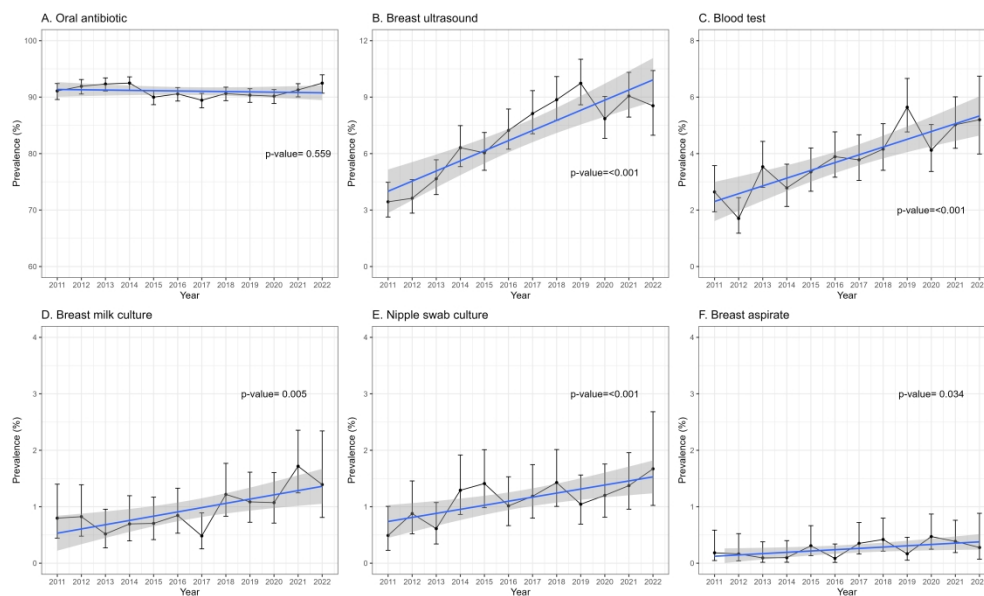 A. Oral antibiotic
Prevalence (%)
100
90
80
70
60
p-value= 0.559
2011 2012 2013 2014 2015 2016 2017 2018 2019 2020 2021 2022
Year
B. Breast ultrasound
Prevalence (%)
12
9
6
3
0
p-value=<0.001
2011 2012 2013 2014 2015 2016 2017 2018 2019 2020 2021 2022
Year
C. Blood test
Prevalence (%)
8
6
4
2
0
p-value=<0.001
2011 2012 2013 2014 2015 2016 2017 2018 2019 2020 2021 202
Year
D. Breast milk culture
Prevalence (%)
4
3
2
1
0
p-value= 0.005
2011 2012 2013 2014 2015 2016 2017 2018 2019 2020 2021 2022
Year
E. Nipple swab culture
Prevalence (%)
4
3
2
1
0
p-value=<0.001
2011 2012 2013 2014 2015 2016 2017 2018 2019 2020 2021 2022
Year
F. Breast aspirate
Prevalence (%)
4
3
2
1
0
p-value= 0.034
2011 2012 2013 2014 2015 2016 2017 2018 2019 2020 2021 202
Year